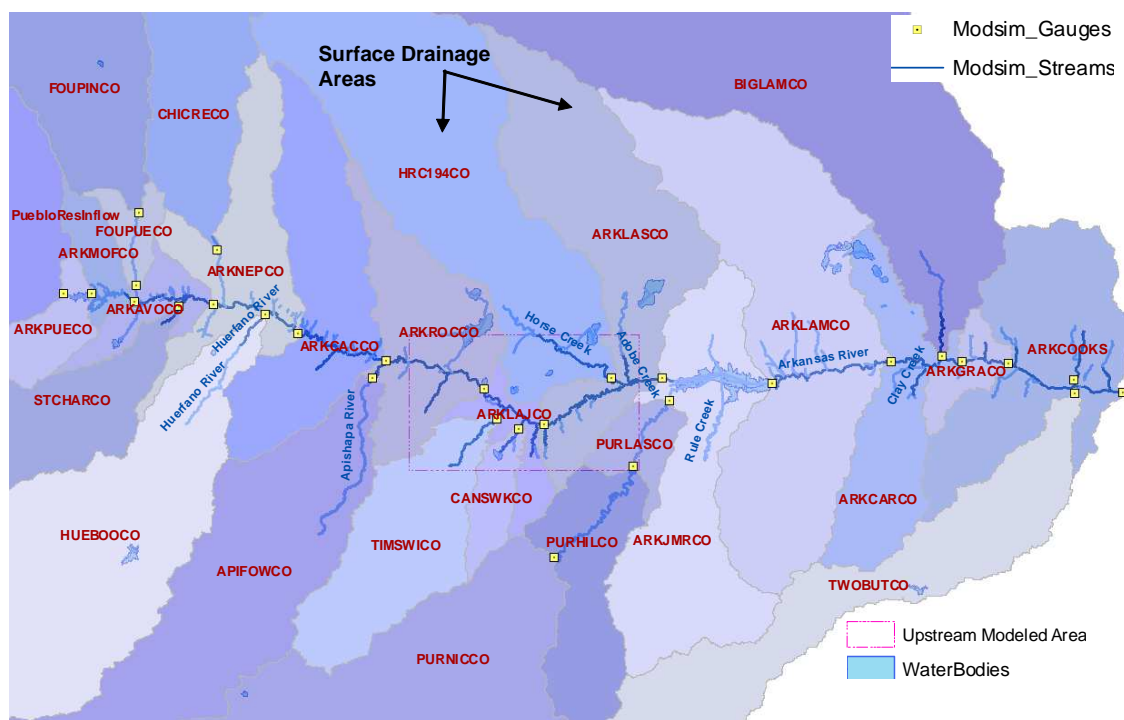 Modsim_Gauges
Modsim_Streams
Surface Drainage
Areas
BIGLAMCO
FOUPINCO
CHICRECO
HRC194CO
PuebloResInflow
FOUPUECO
ARKLASCO
ARKMOFCO
ARKNEPCO
ARKAVOCO
Huerfano River
ARKPUECO
ARKROCCO
Horse Creek
Adobe Creek
ARKLAMCO
ARKCACCO
Arkansas River
Clay Creek
ARKGRACO
ARKCOOKS
STCHARCO
Huerfano River
Apishapa River
ARKLAJCO
PURLASCO
Rule Creek
CANSWKCO
ARKCARCO
HUEBOOCO
APIFOWCO
TIMSWICO
PURHILCO
ARKJMRCO
TWOBUTCO
PURNICCO
Upstream Modeled Area
WaterBodies